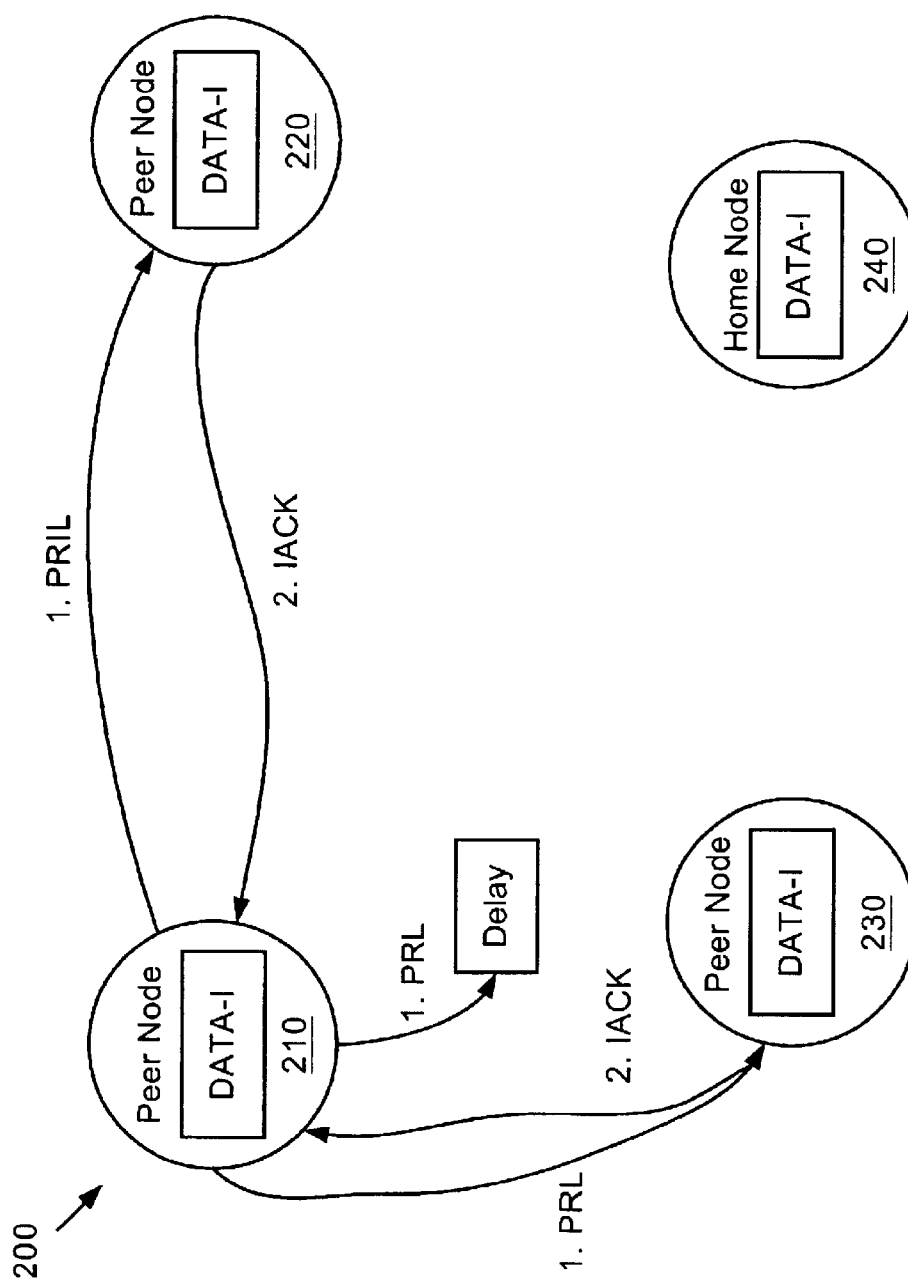 200
Peer Node
DATA-I
210
1. PRIL
2. IACK
Peer Node
DATA-I
220
1. PRL
Delay
1. PRL
2. IACK
Peer Node
DATA-I
230
Home Node
DATA-I
240